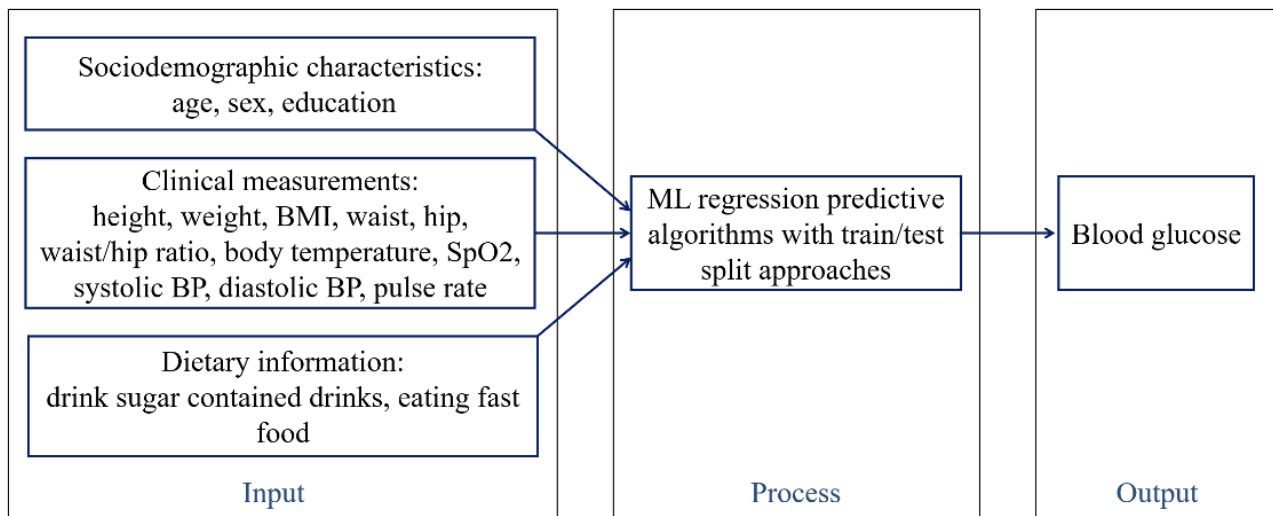 Sociodemographic characteristics:
age, sex, education
Clinical measurements:
height, weight, BMI, waist, hip,
waist/hip ratio, body temperature, SpO2,
systolic BP, diastolic BP, pulse rate
Dietary information:
drink sugar contained drinks, eating fast
food
Input
ML regression predictive
algorithms with train/test
split approaches
Process
Blood glucose
Output